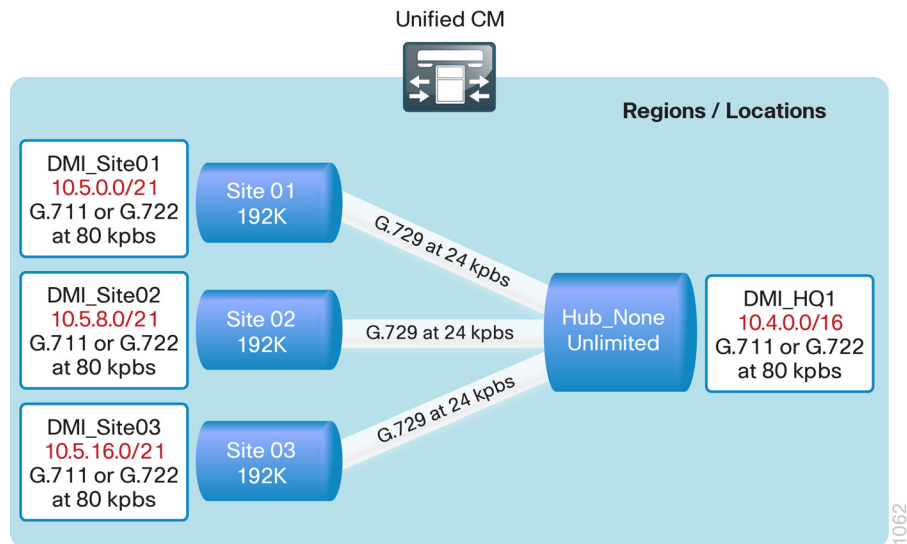 Unified CM
Regions / Locations
DMI_Site01
10.5.0.0/21
G.711 or G.722
at 80 kpbs
Site 01
192K
G.729 at 24 kpbs
DMI_Site02
10.5.8.0/21
G.711 or G.722
at 80 kpbs
Site 02
192K
G.729 at 24 kpbs
Hub_None
Unlimited
DMI_HQ1
10.4.0.0/16
G.711 or G.722
at 80 kpbs
DMI_Site03
10.5.16.0/21
G.711 or G.722
at 80 kpbs
Site 03
192K
G.729 at 24 kpbs
1062